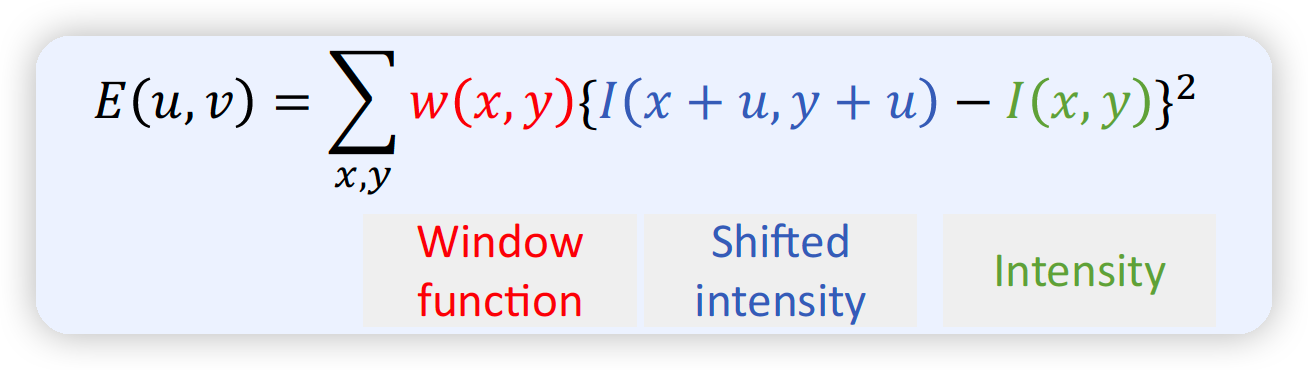 E(u, v) = ∑ w(x, y){I(x + u, y + u) − I(x, y)}²
x,y
Window function
Shifted intensity
Intensity